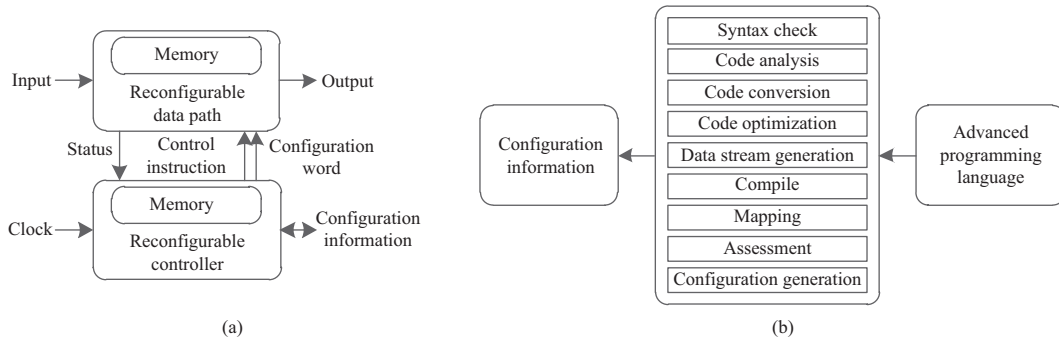 Memory
Input
Output
Reconfigurable
data path
Status
Control
instruction
Configuration
word
Memory
Clock
Reconfigurable
controller
Configuration
information
(a)
Syntax check
Code analysis
Code conversion
Code optimization
Data stream generation
Compile
Mapping
Assessment
Configuration generation
Configuration
information
Advanced
programming
language
(b)